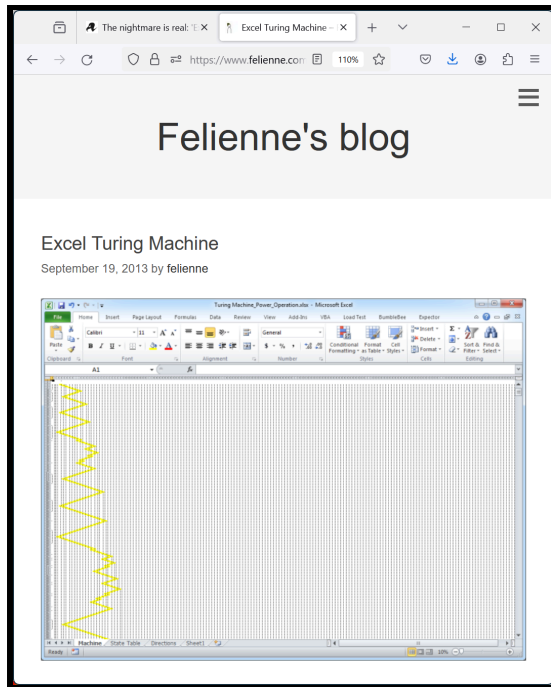 The nightmare is real: "E
Excel Turing Machine –
https://www.felienne.com
110%
Felienne's blog
Excel Turing Machine
September 19, 2013 by felienne
Turing Machine_Power_Operation.xlsx - Microsoft Excel
File Home Insert Page Layout Formulas Data Review View Add-Ins VBA Load Test BumbleBee Expector
Paste
Calibri 11
General
Conditional Formatting
Format as Table
Cell Styles
Insert
Delete
Format
Sort & Filter
Find & Select
Clipboard Font Alignment Number Styles Cells Editing
A1 fx
Machine State Table Directions Sheet1
Ready 10%